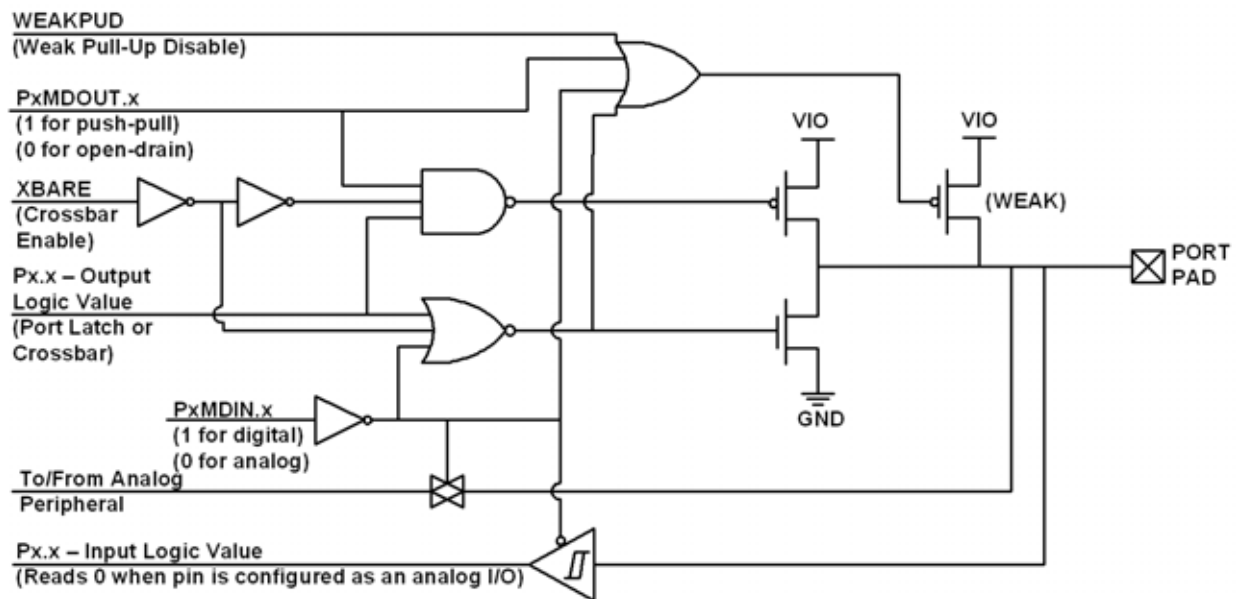 WEAKPUD
(Weak Pull-Up Disable)
PxMDOUT.x
(1 for push-pull)
(0 for open-drain)
XBARE
(Crossbar
Enable)
Px.x – Output
Logic Value
(Port Latch or
Crossbar)
PxMDIN.x
(1 for digital)
(0 for analog)
To/From Analog
Peripheral
Px.x – Input Logic Value
(Reads 0 when pin is configured as an analog I/O)
VIO
VIO
(WEAK)
PORT
PAD
GND